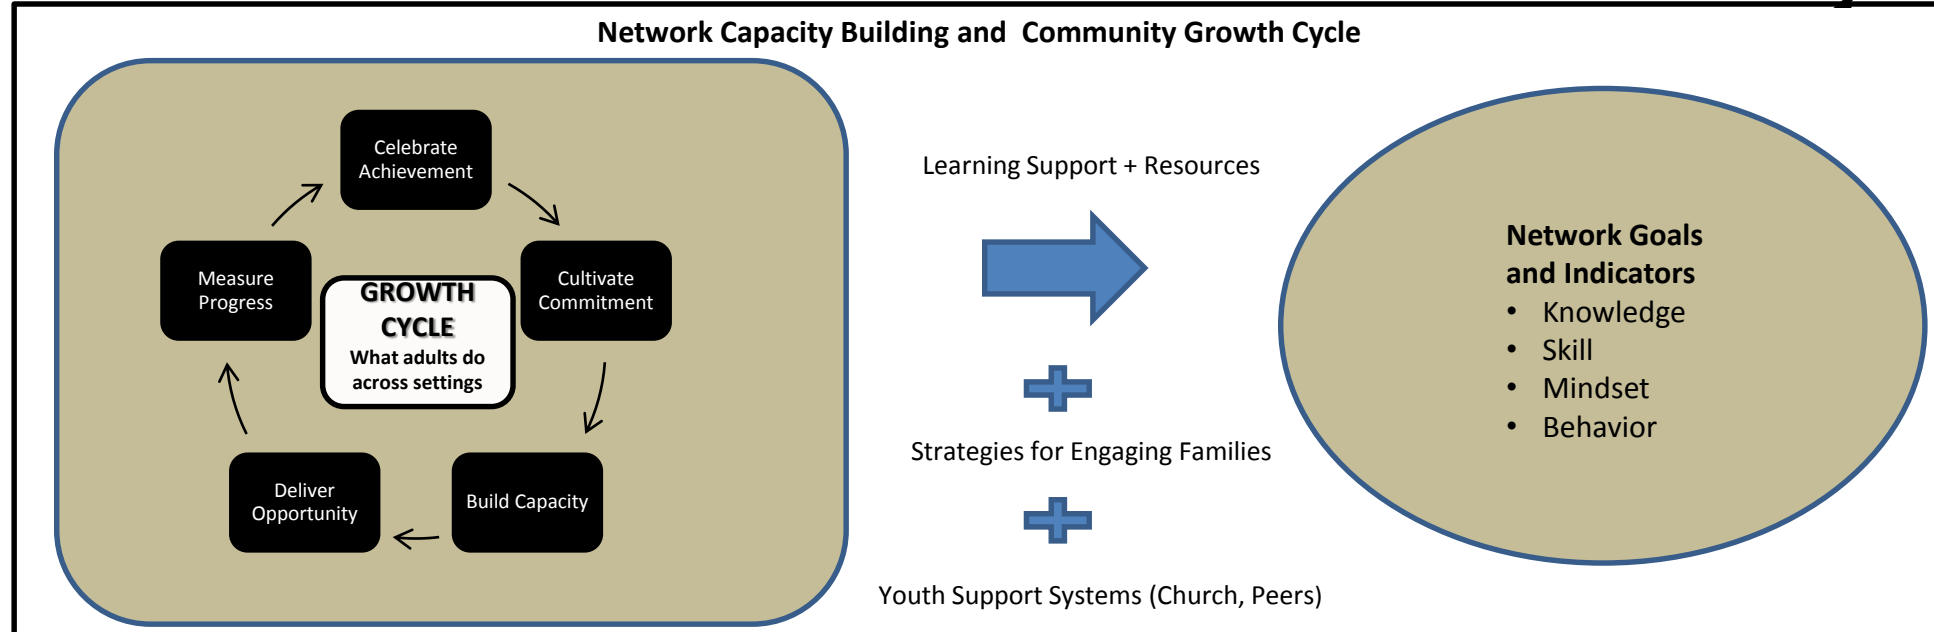 Network Capacity Building and  Community Growth Cycle
Celebrate
Achievement
Cultivate
Commitment
Build Capacity
Deliver
Opportunity
Measure
Progress
GROWTH
CYCLE
What adults do
across settings
Learning Support + Resources
Strategies for Engaging Families
Youth Support Systems (Church, Peers)
Network Goals
and Indicators
• Knowledge
• Skill
• Mindset
• Behavior